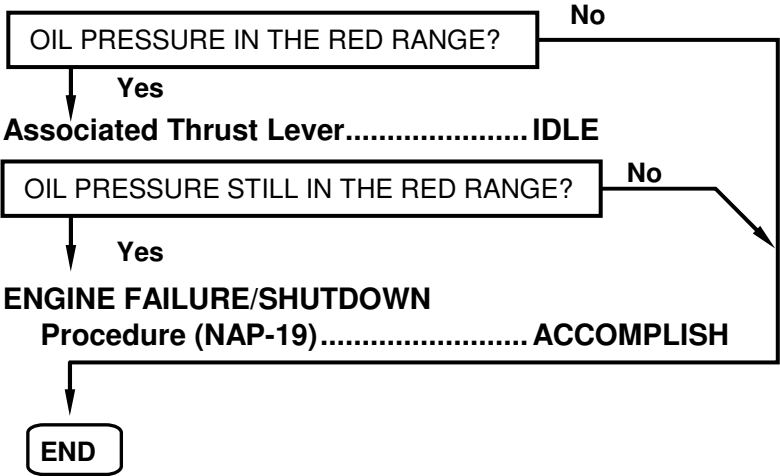 No
OIL PRESSURE IN THE RED RANGE?
Yes
Associated Thrust Lever......................IDLE
OIL PRESSURE STILL IN THE RED RANGE?
No
Yes
ENGINE FAILURE/SHUTDOWN
Procedure (NAP-19).........................ACCOMPLISH
END